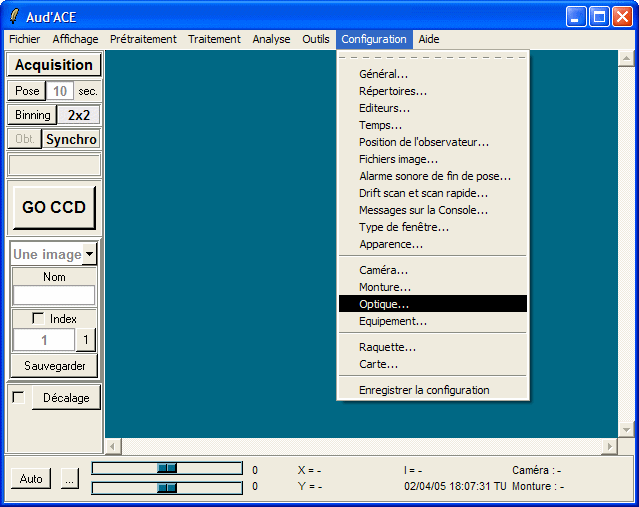 Aud'ACE
Fichier Affichage Prétraitement Traitement Analyse Outils Configuration Aide
Acquisition
Pose 10 sec.
Binning 2x2
Obt. Synchro
GO CCD
Une image
Nom
Index
1 1
Sauvegarder
Décalage
Général...
Répertoires...
Editeurs...
Temps...
Position de l'observateur...
Fichiers image...
Alarme sonore de fin de pose...
Drift scan et scan rapide...
Messages sur la Console...
Type de fenêtre...
Apparence...
Caméra...
Monture...
Optique...
Equipement...
Raquette...
Carte...
Enregistrer la configuration
Auto ...
0 X = - I = - Caméra : -
0 Y = - 02/04/05 18:07:31 TU Monture : -